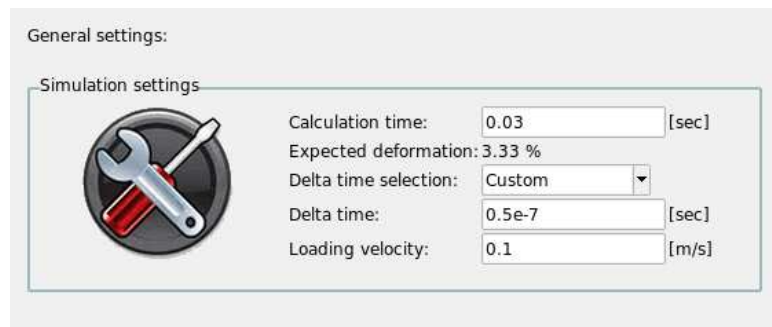 General settings:
Simulation settings
Calculation time: 0.03 [sec]
Expected deformation: 3.33 %
Delta time selection: Custom
Delta time: 0.5e-7 [sec]
Loading velocity: 0.1 [m/s]